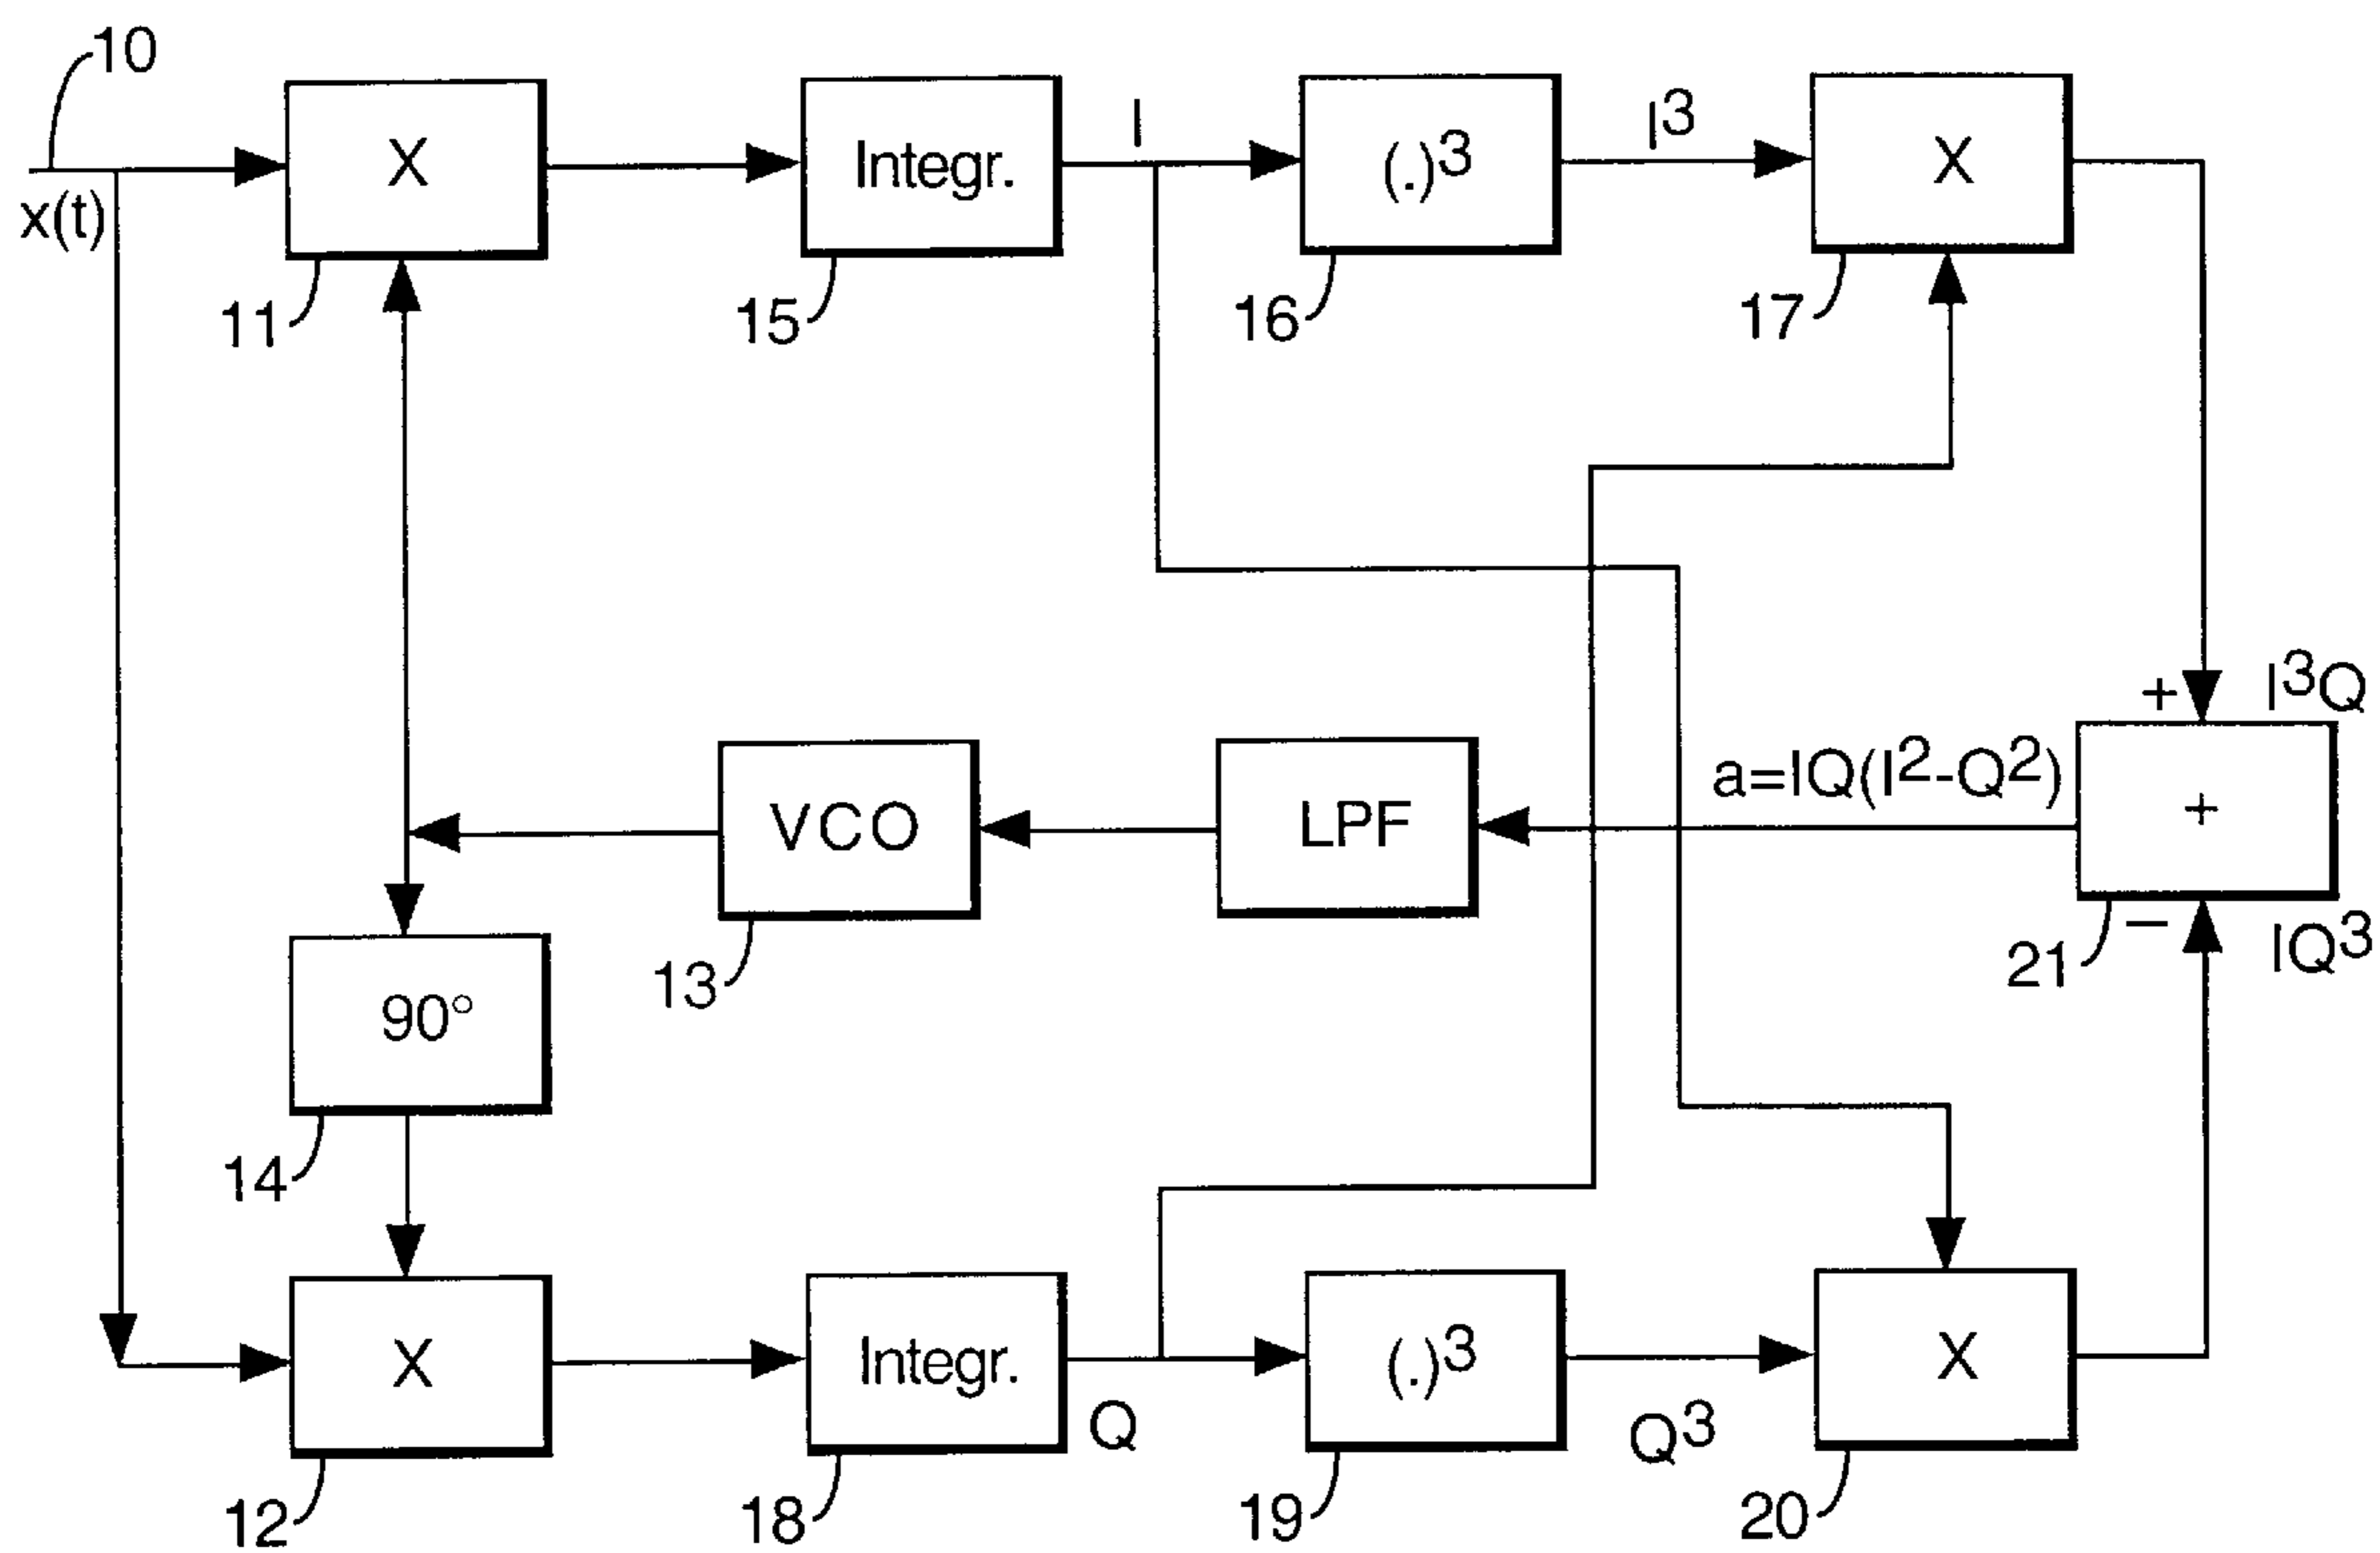 10
x(t)
X
Integr.
I
(.)3
I3
X
11
15
16
17
+
I3Q
VCO
LPF
a=IQ(I2-Q2)
+
13
21
−
IQ3
90°
14
X
Integr.
Q
(.)3
Q3
X
12
18
19
20